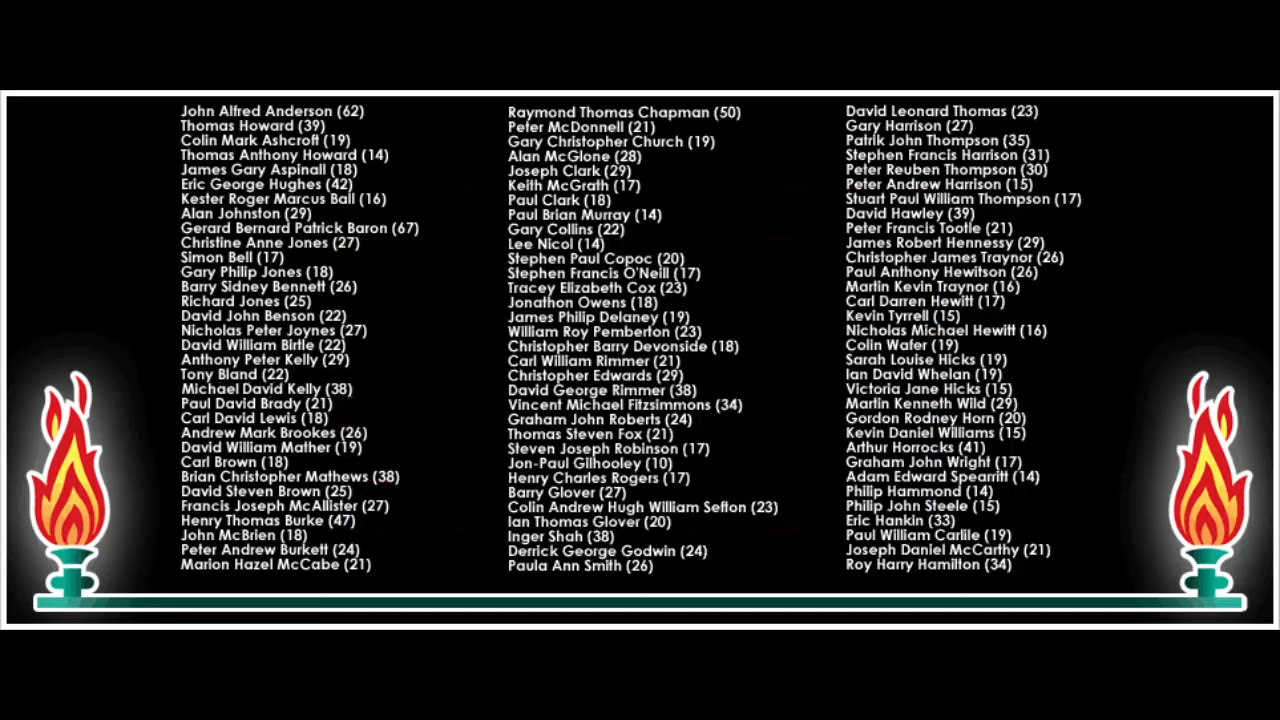 John Alfred Anderson (62)
Thomas Howard (39)
Colin Mark Ashcroft (19)
Thomas Anthony Howard (14)
James Gary Aspinall (18)
Eric George Hughes (42)
Kester Roger Marcus Ball (16)
Alan Johnston (29)
Gerard Bernard Patrick Baron (67)
Christine Anne Jones (27)
Simon Bell (17)
Gary Philip Jones (18)
Barry Sidney Bennett (26)
Richard Jones (25)
David John Benson (22)
Nicholas Peter Joynes (27)
David William Birtle (22)
Anthony Peter Kelly (29)
Tony Bland (22)
Michael David Kelly (38)
Paul David Brady (21)
Carl David Lewis (18)
Andrew Mark Brookes (26)
David William Mather (19)
Carl Brown (18)
Brian Christopher Mathews (38)
David Steven Brown (25)
Francis Joseph McAllister (27)
Henry Thomas Burke (47)
John McBrien (18)
Peter Andrew Burkett (24)
Marion Hazel McCabe (21)
Raymond Thomas Chapman (50)
Peter McDonnell (21)
Gary Christopher Church (19)
Alan McGlone (28)
Joseph Clark (29)
Keith McGrath (17)
Paul Clark (18)
Paul Brian Murray (14)
Gary Collins (22)
Lee Nicol (14)
Stephen Paul Copoc (20)
Stephen Francis O'Neill (17)
Tracey Elizabeth Cox (23)
Jonathon Owens (18)
James Philip Delaney (19)
William Roy Pemberton (23)
Christopher Barry Devonside (18)
Carl William Rimmer (21)
Christopher Edwards (29)
David George Rimmer (38)
Vincent Michael Fitzsimmons (34)
Graham John Roberts (24)
Thomas Steven Fox (21)
Steven Joseph Robinson (17)
Jon-Paul Gilhooley (10)
Henry Charles Rogers (17)
Barry Glover (27)
Colin Andrew Hugh William Sefton (23)
Ian Thomas Glover (20)
Inger Shah (38)
Derrick George Godwin (24)
Paula Ann Smith (26)
David Leonard Thomas (23)
Gary Harrison (27)
Patrik John Thompson (35)
Stephen Francis Harrison (31)
Peter Reuben Thompson (30)
Peter Andrew Harrison (15)
Stuart Paul William Thompson (17)
David Hawley (39)
Peter Francis Tootle (21)
James Robert Hennessy (29)
Christopher James Traynor (26)
Paul Anthony Hewitson (26)
Martin Kevin Traynor (16)
Carl Darren Hewitt (17)
Kevin Tyrrell (15)
Nicholas Michael Hewitt (16)
Colin Wafer (19)
Sarah Louise Hicks (19)
Ian David Whelan (19)
Victoria Jane Hicks (15)
Martin Kenneth Wild (29)
Gordon Rodney Horn (20)
Kevin Daniel Williams (15)
Arthur Horrocks (41)
Graham John Wright (17)
Adam Edward Spearritt (14)
Philip Hammond (14)
Philip John Steele (15)
Eric Hankin (33)
Paul William Carlile (19)
Joseph Daniel McCarthy (21)
Roy Harry Hamilton (34)